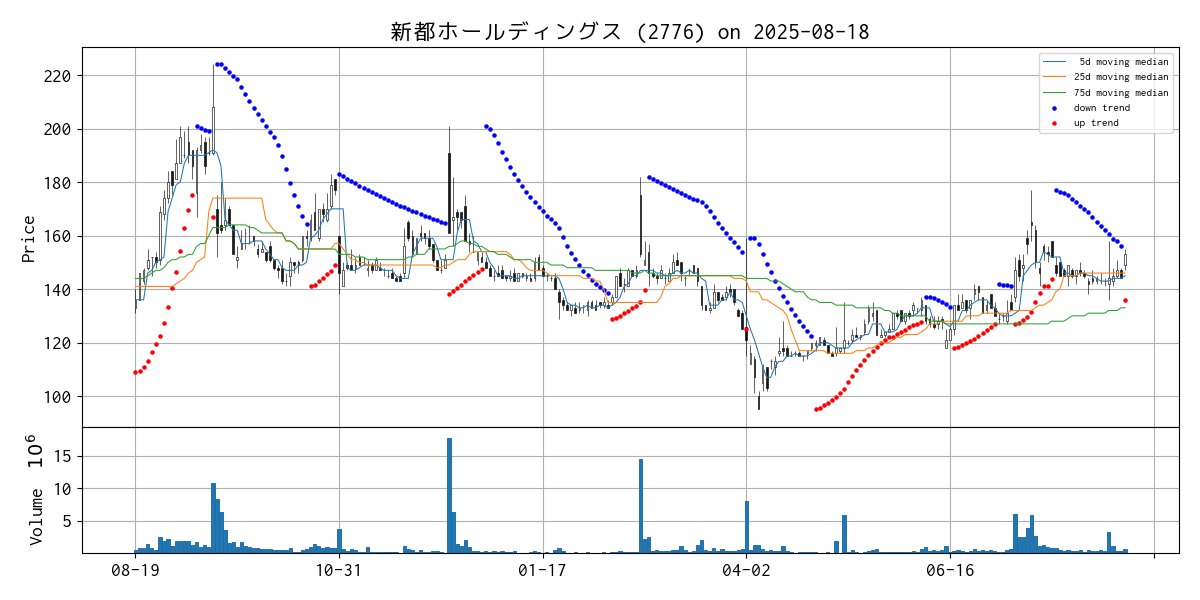 新都ホールディングス (2776) on 2025-08-18
5d moving median
25d moving median
75d moving median
down trend
up trend
Price
220
200
180
160
140
120
100
Volume 10^6
15
10
5
08-19
10-31
01-17
04-02
06-16